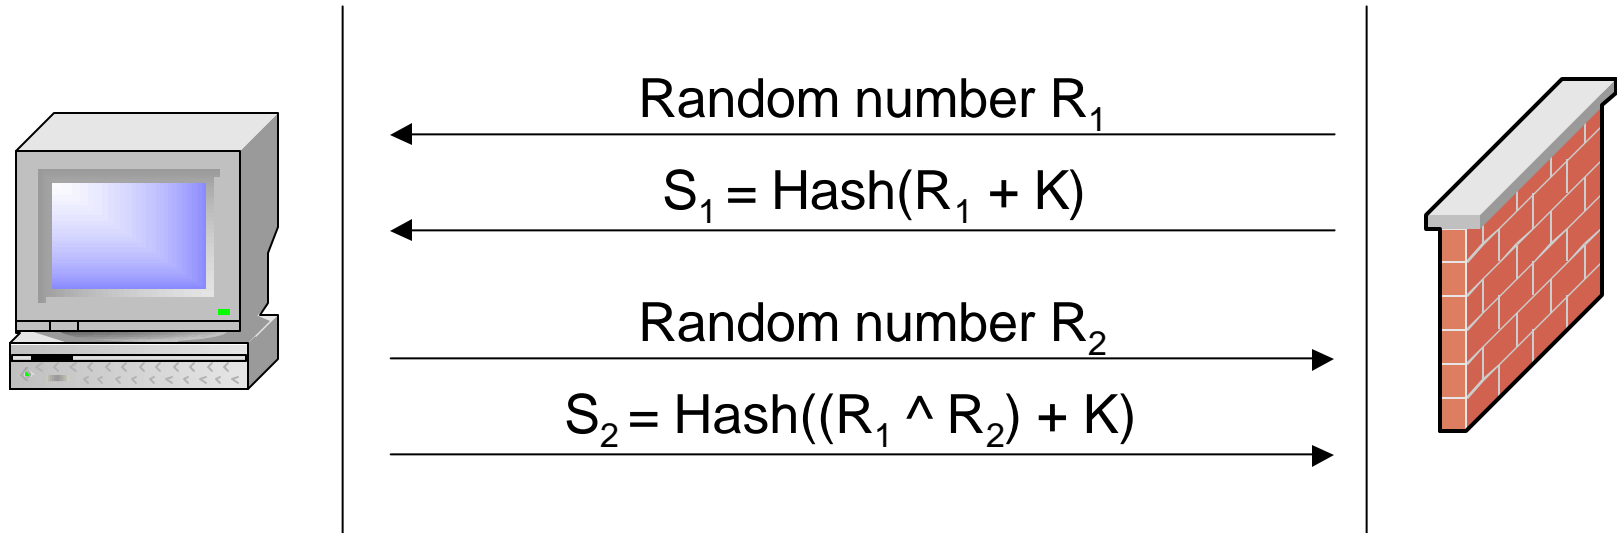 Random number R₁
S₁ = Hash(R₁ + K)
Random number R₂
S₂ = Hash((R₁ ^ R₂) + K)